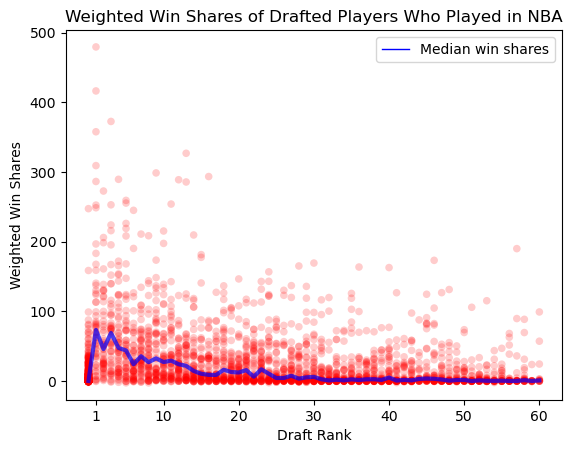 Weighted Win Shares of Drafted Players Who Played in NBA
Median win shares
500
400
300
200
100
0
Weighted Win Shares
1 10 20 30 40 50 60
Draft Rank